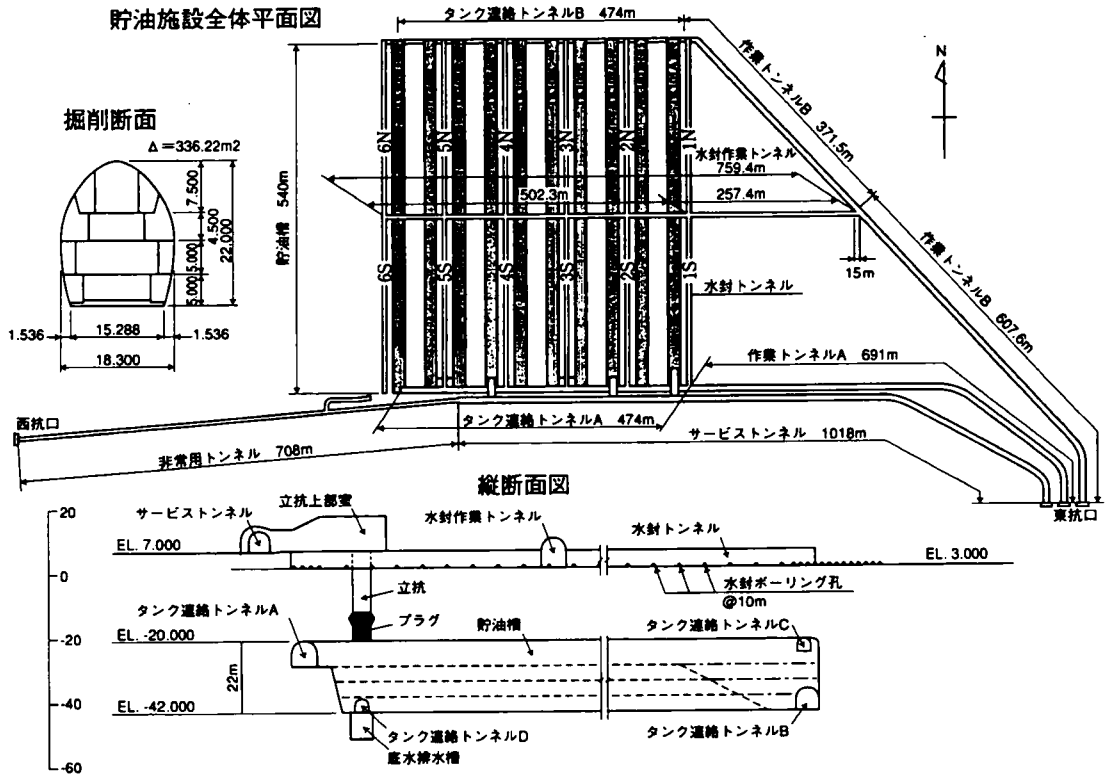 貯油施設全体平面図
タンク連絡トンネルB 474m
作業トンネルB 371.5m
N
掘削断面
Δ=336.22m2
7.500
4.500
22.000
5.000
5.000
1.536
15.288
1.536
18.300
貯油槽 540m
6N
5N
4N
3N
2N
1N
水封作業トンネル
759.4m
502.3m
257.4m
6S
5S
4S
3S
2S
1S
15m
水封トンネル
作業トンネルB 607.6m
作業トンネルA 691m
タンク連絡トンネルA 474m
サービストンネル 1018m
西抗口
非常用トンネル 708m
東抗口
縦断面図
20
0
-20
-40
-60
サービストンネル
立抗上部室
水封作業トンネル
水封トンネル
EL. 7.000
EL. 3.000
立抗
水封ボーリング孔
@10m
タンク連絡トンネルA
プラグ
貯油槽
タンク連絡トンネルC
EL. -20.000
22m
EL. -42.000
タンク連絡トンネルD
底水排水槽
タンク連絡トンネルB